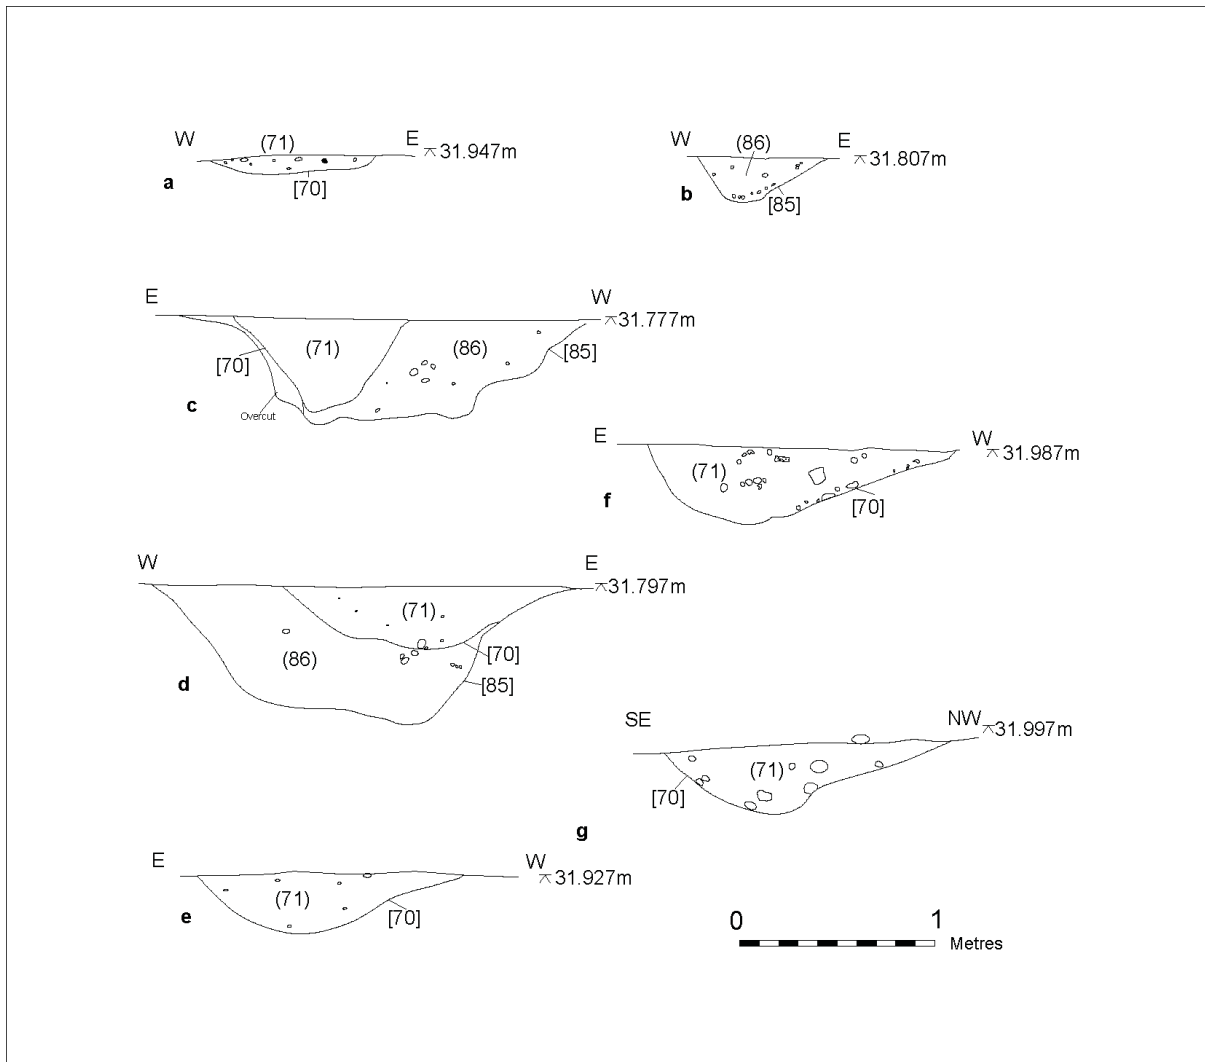 W (71) E 31.947m
a [70]
W (86) E 31.807m
b [85]
E W 31.777m
[70] (71) (86) [85]
c Overcut
E W 31.987m
(71)
f [70]
W E 31.797m
(71)
(86) [70]
d [85]
SE NW 31.997m
(71)
[70]
g
E W 31.927m
(71)
e [70]
0 1
Metres